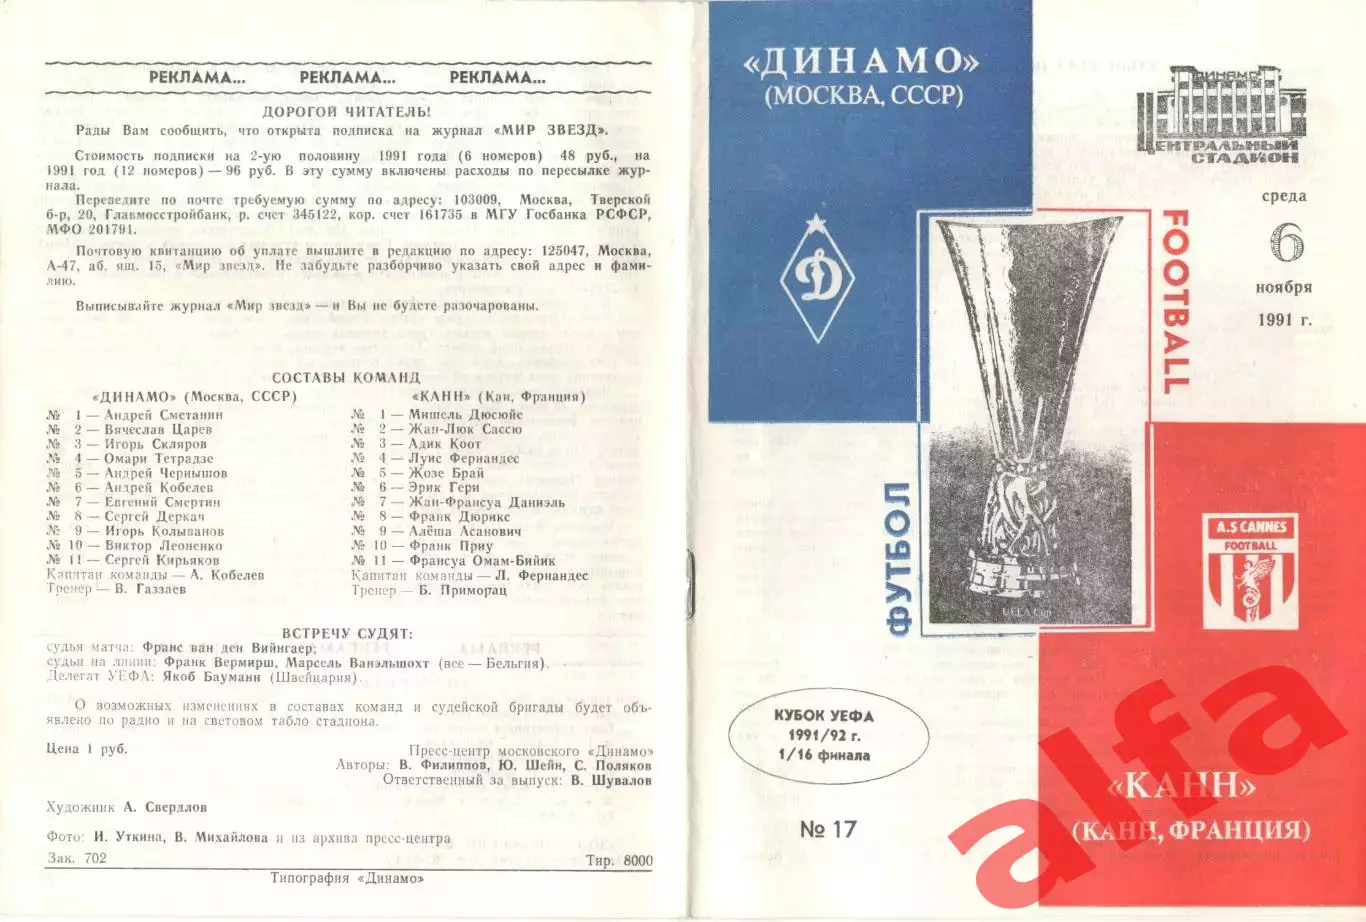 РЕКЛАМА... РЕКЛАМА... РЕКЛАМА...
ДОРОГОЙ ЧИТАТЕЛЬ!
Рады Вам сообщить, что открыта подписка на журнал «МИР ЗВЕЗД».
Стоимость подписки на 2-ую половину 1991 года (6 номеров) 48 руб., на
1991 год (12 номеров) — 96 руб. В эту сумму включены расходы по пересылке жур-
нала.
Переведите по почте требуемую сумму по адресу: 103009, Москва, Тверской
б-р, 20, Главмосстройбанк, р. счет 345122, кор. счет 161735 в МГУ Госбанка РСФСР,
МФО 201791.
Почтовую квитанцию об уплате вышлите в редакцию по адресу: 125047, Москва,
А-47, аб. ящ. 15, «Мир звезд». Не забудьте разборчиво указать свой адрес и фами-
лию.
Выписывайте журнал «Мир звезд» — и Вы не будете разочарованы.
СОСТАВЫ КОМАНД
«ДИНАМО» (Москва, СССР)
№ 1 — Андрей Сметанин
№ 2 — Вячеслав Царев
№ 3 — Игорь Скляров
№ 4 — Омари Тетрадзе
№ 5 — Андрей Чернышов
№ 6 — Андрей Кобелев
№ 7 — Евгений Смертин
№ 8 — Сергей Деркач
№ 9 — Игорь Колыванов
№ 10 — Виктор Леоненко
№ 11 — Сергей Кирьяков
Капитан команды — А. Кобелев
Тренер — В. Газзаев
«КАНН» (Кан, Франция)
№ 1 — Мишель Дюсюйе
№ 2 — Жан-Люк Сассю
№ 3 — Адик Коот
№ 4 — Луис Фернандес
№ 5 — Жозе Брай
№ 6 — Эрик Гери
№ 7 — Жан-Франсуа Даниэль
№ 8 — Франк Дюрикс
№ 9 — Алёша Асанович
№ 10 — Франк Приу
№ 11 — Франсуа Омам-Бийик
Капитан команды — Л. Фернандес
Тренер — Б. Приморац
ВСТРЕЧУ СУДЯТ:
судья матча: Франс ван ден Вийнгаер;
судьи на линии: Франк Вермирш, Марсель Ванэльшохт (все — Бельгия).
Делегат УЕФА: Якоб Бауманн (Швейцария).
О возможных изменениях в составах команд и судейской бригады будет объ-
явлено по радио и на световом табло стадиона.
Цена 1 руб.
Пресс-центр московского «Динамо»
Авторы: В. Филиппов, Ю. Шейн, С. Поляков
Ответственный за выпуск: В. Шувалов
Художник А. Свердлов
Фото: И. Уткина, В. Михайлова и из архива пресс-центра
Зак. 702
Тир. 8000
Типография «Динамо»
«ДИНАМО»
(МОСКВА, СССР)
ДИНАМО
ЦЕНТРАЛЬНЫЙ
СТАДИОН
среда
6
ноября
1991 г.
Д
FOOTBALL
ФУТБОЛ
UEFA Cup
A.S CANNES
FOOTBALL
КУБОК УЕФА
1991/92 г.
1/16 финала
№ 17
«КАНН»
(КАНН, ФРАНЦИЯ)
alfa